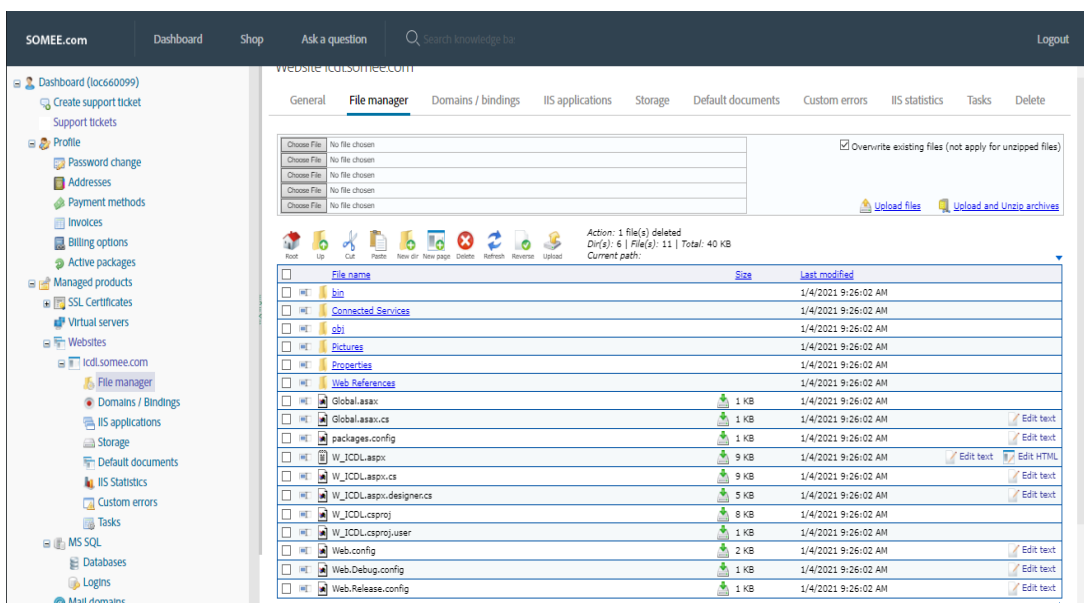 SOMEE.com Dashboard Shop Ask a question Search knowledge ba Logout
Dashboard (loc660099)
Create support ticket
Support tickets
Profile
Password change
Addresses
Payment methods
Invoices
Billing options
Active packages
Managed products
SSL Certificates
Virtual servers
Websites
Icdl.somee.com
File manager
Domains / Bindings
IIS applications
Storage
Default documents
IIS Statistics
Custom errors
Tasks
MS SQL
Databases
Logins
Mail domains
Website Icdl.somee.com
General File manager Domains / bindings IIS applications Storage Default documents Custom errors IIS statistics Tasks Delete
Choose File No file chosen Overwrite existing files (not apply for unzipped files)
Choose File No file chosen
Choose File No file chosen
Choose File No file chosen
Choose File No file chosen Upload files Upload and Unzip archives
Root Up Cut Paste New dir New page Delete Refresh Reverse Upload
Action: 1 file(s) deleted
Dir(s): 6 | File(s): 11 | Total: 40 KB
Current path:
File name Size Last modified
bin 1/4/2021 9:26:02 AM
Connected Services 1/4/2021 9:26:02 AM
obj 1/4/2021 9:26:02 AM
Pictures 1/4/2021 9:26:02 AM
Properties 1/4/2021 9:26:02 AM
Web References 1/4/2021 9:26:02 AM
Global.asax 1 KB 1/4/2021 9:26:02 AM
Global.asax.cs 1 KB 1/4/2021 9:26:02 AM Edit text
packages.config 1 KB 1/4/2021 9:26:02 AM Edit text
W_ICDL.aspx 9 KB 1/4/2021 9:26:02 AM Edit text Edit HTML
W_ICDL.aspx.cs 9 KB 1/4/2021 9:26:02 AM Edit text
W_ICDL.aspx.designer.cs 5 KB 1/4/2021 9:26:02 AM Edit text
W_ICDL.csproj 8 KB 1/4/2021 9:26:02 AM
W_ICDL.csproj.user 1 KB 1/4/2021 9:26:02 AM
Web.config 2 KB 1/4/2021 9:26:02 AM Edit text
Web.Debug.config 1 KB 1/4/2021 9:26:02 AM Edit text
Web.Release.config 1 KB 1/4/2021 9:26:02 AM Edit text